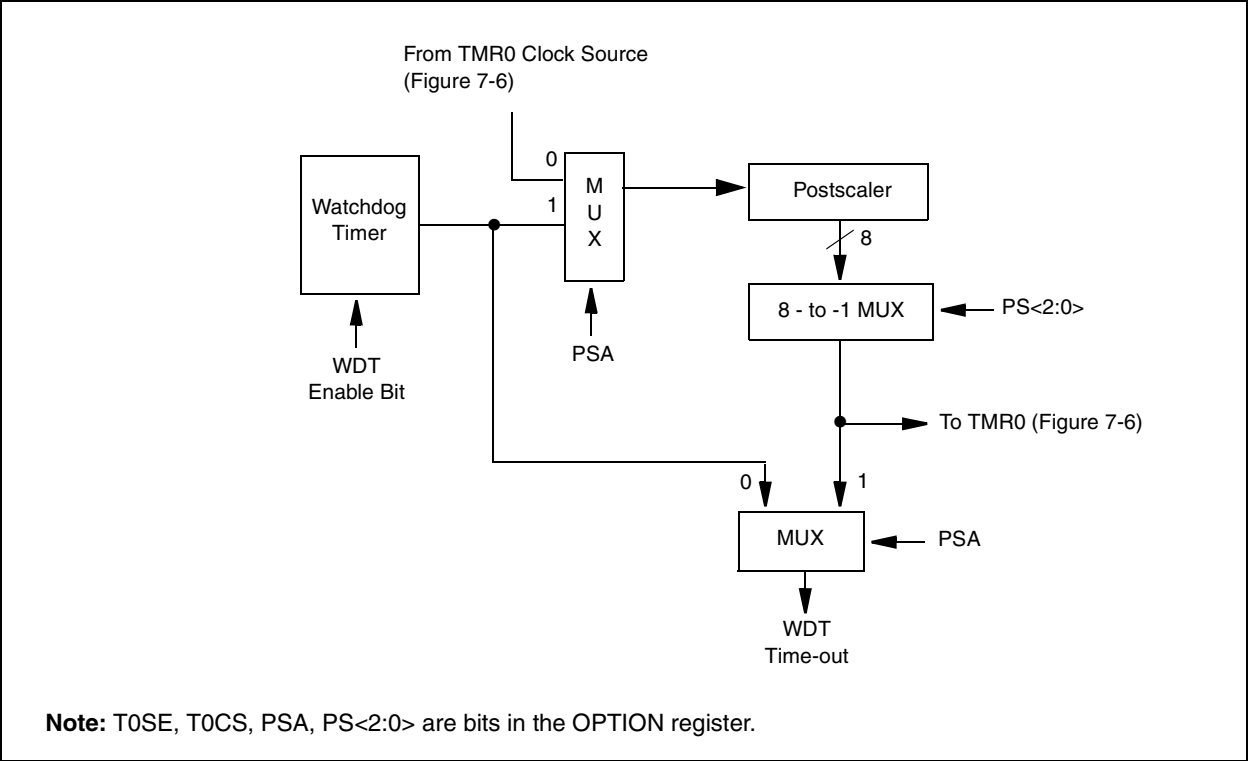 From TMR0 Clock Source
(Figure 7-6)
0
1
M
U
X
Watchdog
Timer
Postscaler
8
8 - to -1 MUX
PS<2:0>
PSA
WDT
Enable Bit
To TMR0 (Figure 7-6)
0
1
MUX
PSA
WDT
Time-out
Note: T0SE, T0CS, PSA, PS<2:0> are bits in the OPTION register.